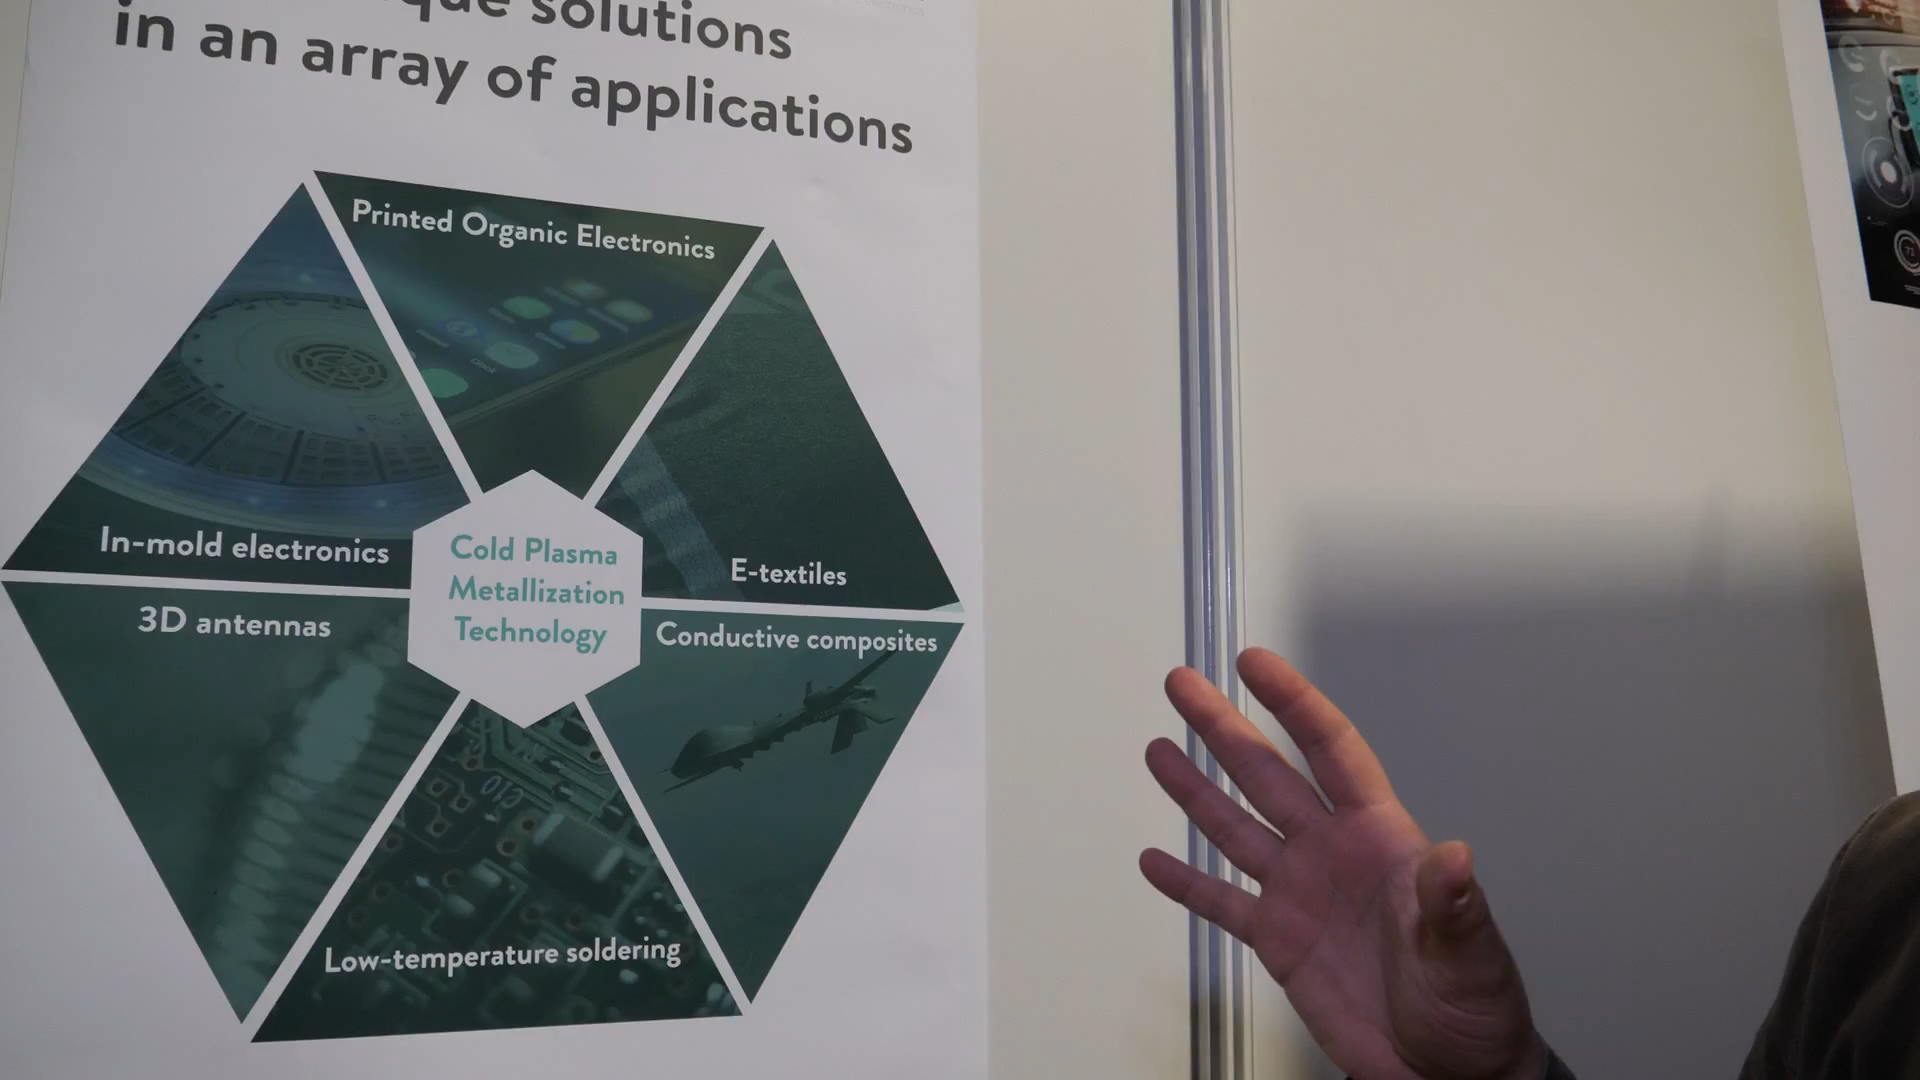 solutions
in an array of applications
Printed Organic Electronics
In-mold electronics
Cold Plasma
Metallization
Technology
E-textiles
3D antennas
Conductive composites
C10
Low-temperature soldering